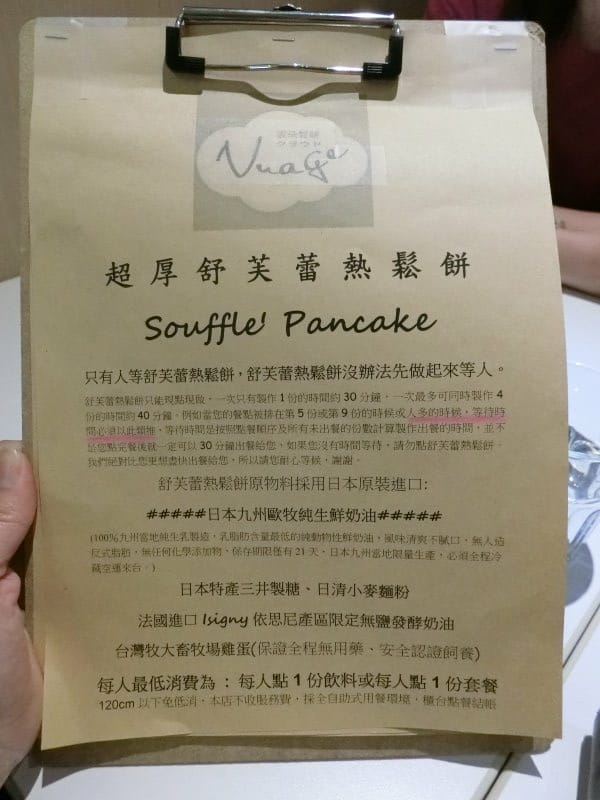 雲朵鬆餅
クラウド
Nuage
超厚舒芙蕾熱鬆餅
Souffle' Pancake
只有人等舒芙蕾熱鬆餅，舒芙蕾熱鬆餅沒辦法先做起來等人。
舒芙蕾熱鬆餅只能現點現做，一次只有製作1份的時間約30分鐘，一次最多可同時製作4
份的時間約40分鐘。例如當您的餐點被排在第5份或第9份的時候或人多的時候，等待時
間必須以此類推，等待時間是按照點餐順序及所有未出餐的份數計算製作出餐的時間，並不
是您點完餐後就一定可以30分鐘出餐給您，如果您沒有時間等待，請勿點舒芙蕾熱鬆餅。
我們絕對比您更想盡快出餐給您，所以請您耐心等候，謝謝。
舒芙蕾熱鬆餅原物料採用日本原裝進口:
#####日本九州歐牧純生鮮奶油#####
(100%九州當地純生乳製造，乳脂肪含量最低的純動物性鮮奶油，風味清爽不膩口，無人造
反式脂肪，無任何化學添加物，保存期限僅有21天，日本九州當地限量生產，必須全程冷
藏空運來台。)
日本特產三井製糖、日清小麥麵粉
法國進口 Isigny 依思尼產區限定無鹽發酵奶油
台灣牧大畜牧場雞蛋(保證全程無用藥、安全認證飼養)
每人最低消費為：每人點1份飲料或每人點1份套餐
120cm 以下免低消，本店不收服務費，採全自助式用餐環境，櫃台點餐結帳